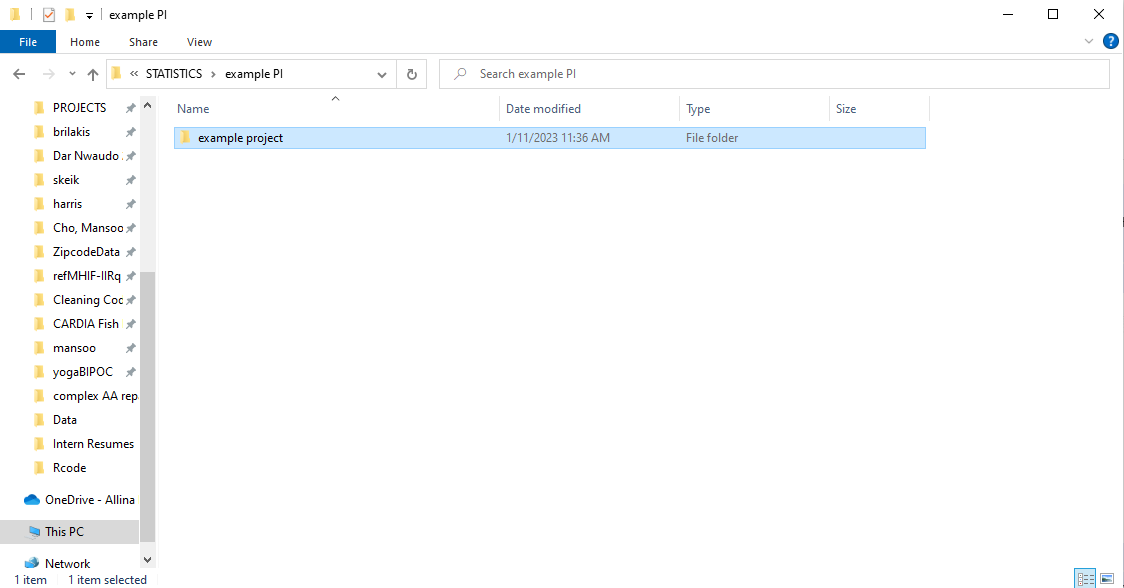 example PI
File Home Share View
« STATISTICS › example PI
Search example PI
Name Date modified Type Size
example project 1/11/2023 11:36 AM File folder
PROJECTS
brilakis
Dar Nwaudo
skeik
harris
Cho, Mansoo
ZipcodeData
refMHIF-IIRq
Cleaning Coc
CARDIA Fish
mansoo
yogaBIPOC
complex AA rep
Data
Intern Resumes
Rcode
OneDrive - Allina
This PC
Network
1 item 1 item selected